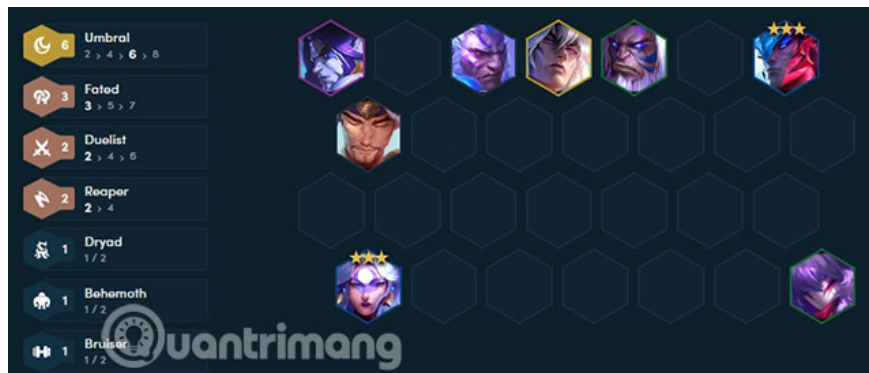 6 Umbral
2 > 4 > 6 > 8
3 Fated
3 > 5 > 7
2 Duelist
2 > 4 > 6
2 Reaper
2 > 4
1 Dryad
1 / 2
1 Behemoth
1 / 2
1 Bruiser
1 / 2
Quantrimang